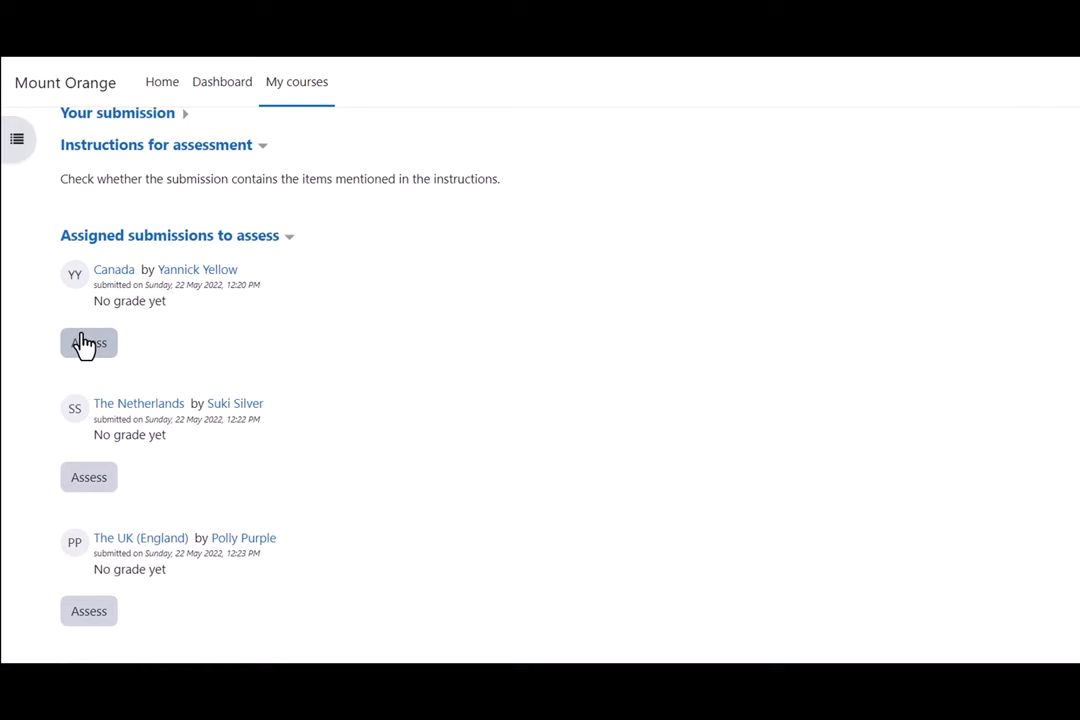 Mount Orange Home Dashboard My courses
Your submission
Instructions for assessment
Check whether the submission contains the items mentioned in the instructions.
Assigned submissions to assess
YY Canada by Yannick Yellow
submitted on Sunday, 22 May 2022, 12:20 PM
No grade yet
SS The Netherlands by Suki Silver
submitted on Sunday, 22 May 2022, 12:22 PM
No grade yet
Assess
PP The UK (England) by Polly Purple
submitted on Sunday, 22 May 2022, 12:23 PM
No grade yet
Assess